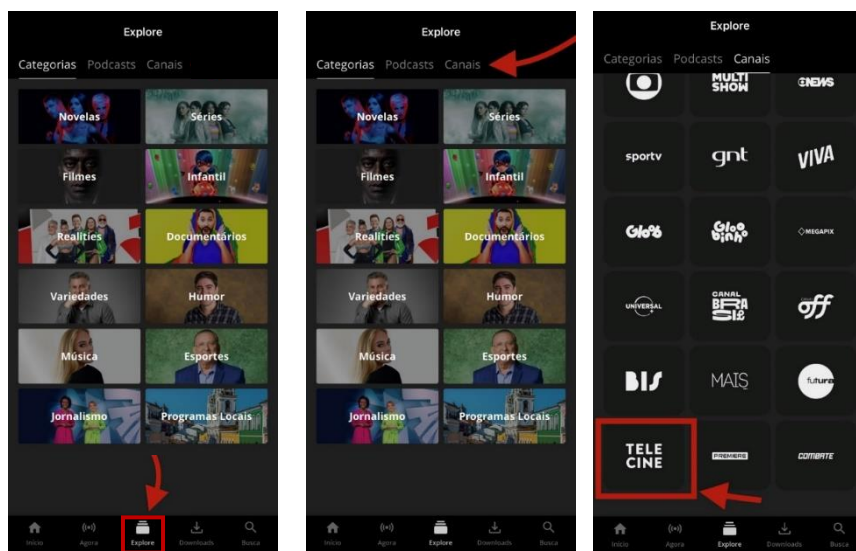 Explore
Categorias Podcasts Canais
Novelas Séries
Filmes Infantil
Realities Documentários
Variedades Humor
Música Esportes
Jornalismo Programas Locais
Início Agora Explore Downloads Busca
Explore
Categorias Podcasts Canais
Novelas Séries
Filmes Infantil
Realities Documentários
Variedades Humor
Música Esportes
Jornalismo Programas Locais
Início Agora Explore Downloads Busca
Explore
Categorias Podcasts Canais
MULTI
SHOW
GNEWS
sportv gnt VIVA
Gloob Gloo
binho
MEGAPIX
UNIVERSAL
CANAL
BRASIL
off
BIS MAIS futura
TELE
CINE
PREMIERE COMBATE
Início Agora Explore Downloads Busca